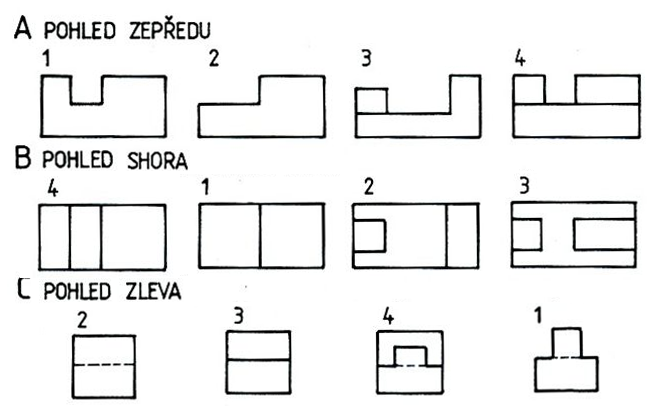 A POHLED ZEPŘEDU
1 2 3 4
B POHLED SHORA
4 1 2 3
C POHLED ZLEVA
2 3 4 1